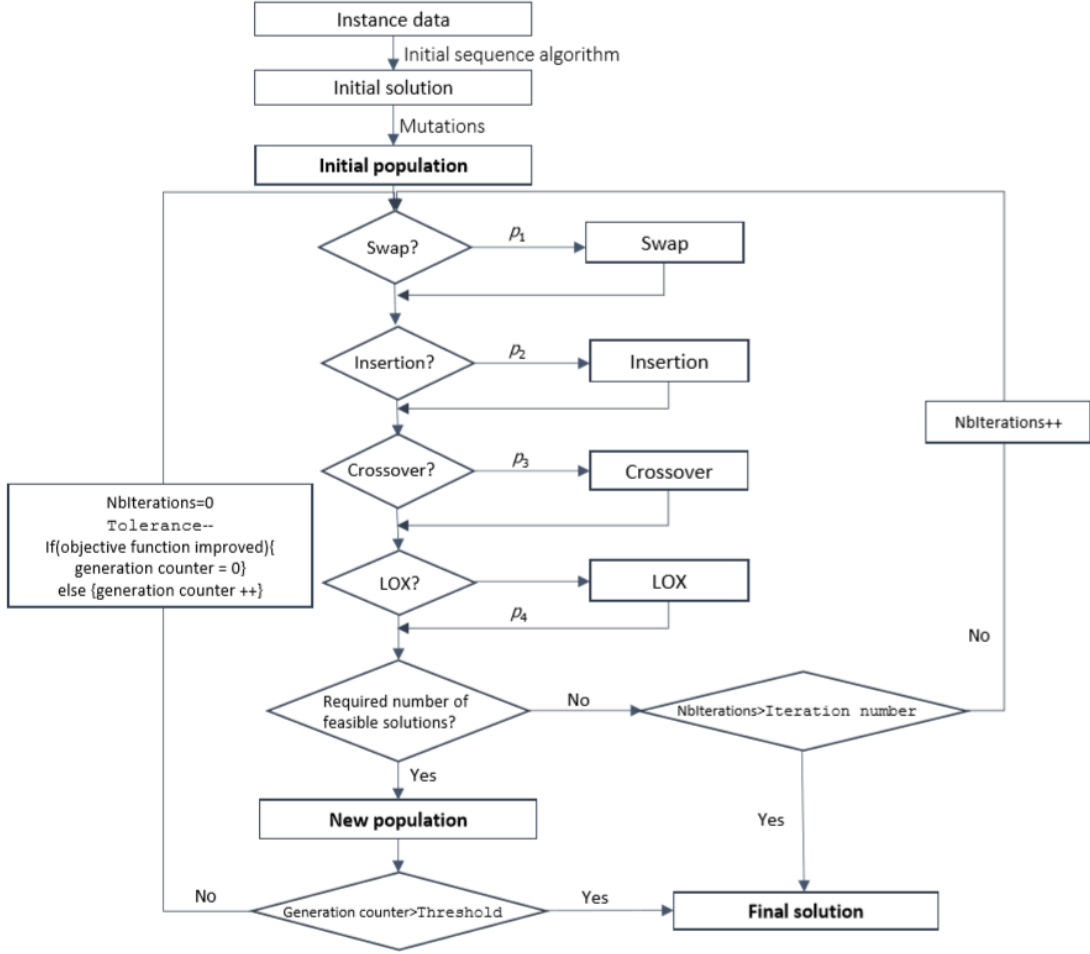 Instance data
Initial sequence algorithm
Initial solution
Mutations
Initial population
Swap?
p1
Swap
Insertion?
p2
Insertion
NbIterations++
Crossover?
p3
Crossover
NbIterations=0
Tolerance--
If(objective function improved){
generation counter = 0}
else {generation counter ++}
LOX?
LOX
p4
No
Required number of
feasible solutions?
No
NbIterations>Iteration number
Yes
New population
Yes
No
Generation counter>Threshold
Yes
Final solution